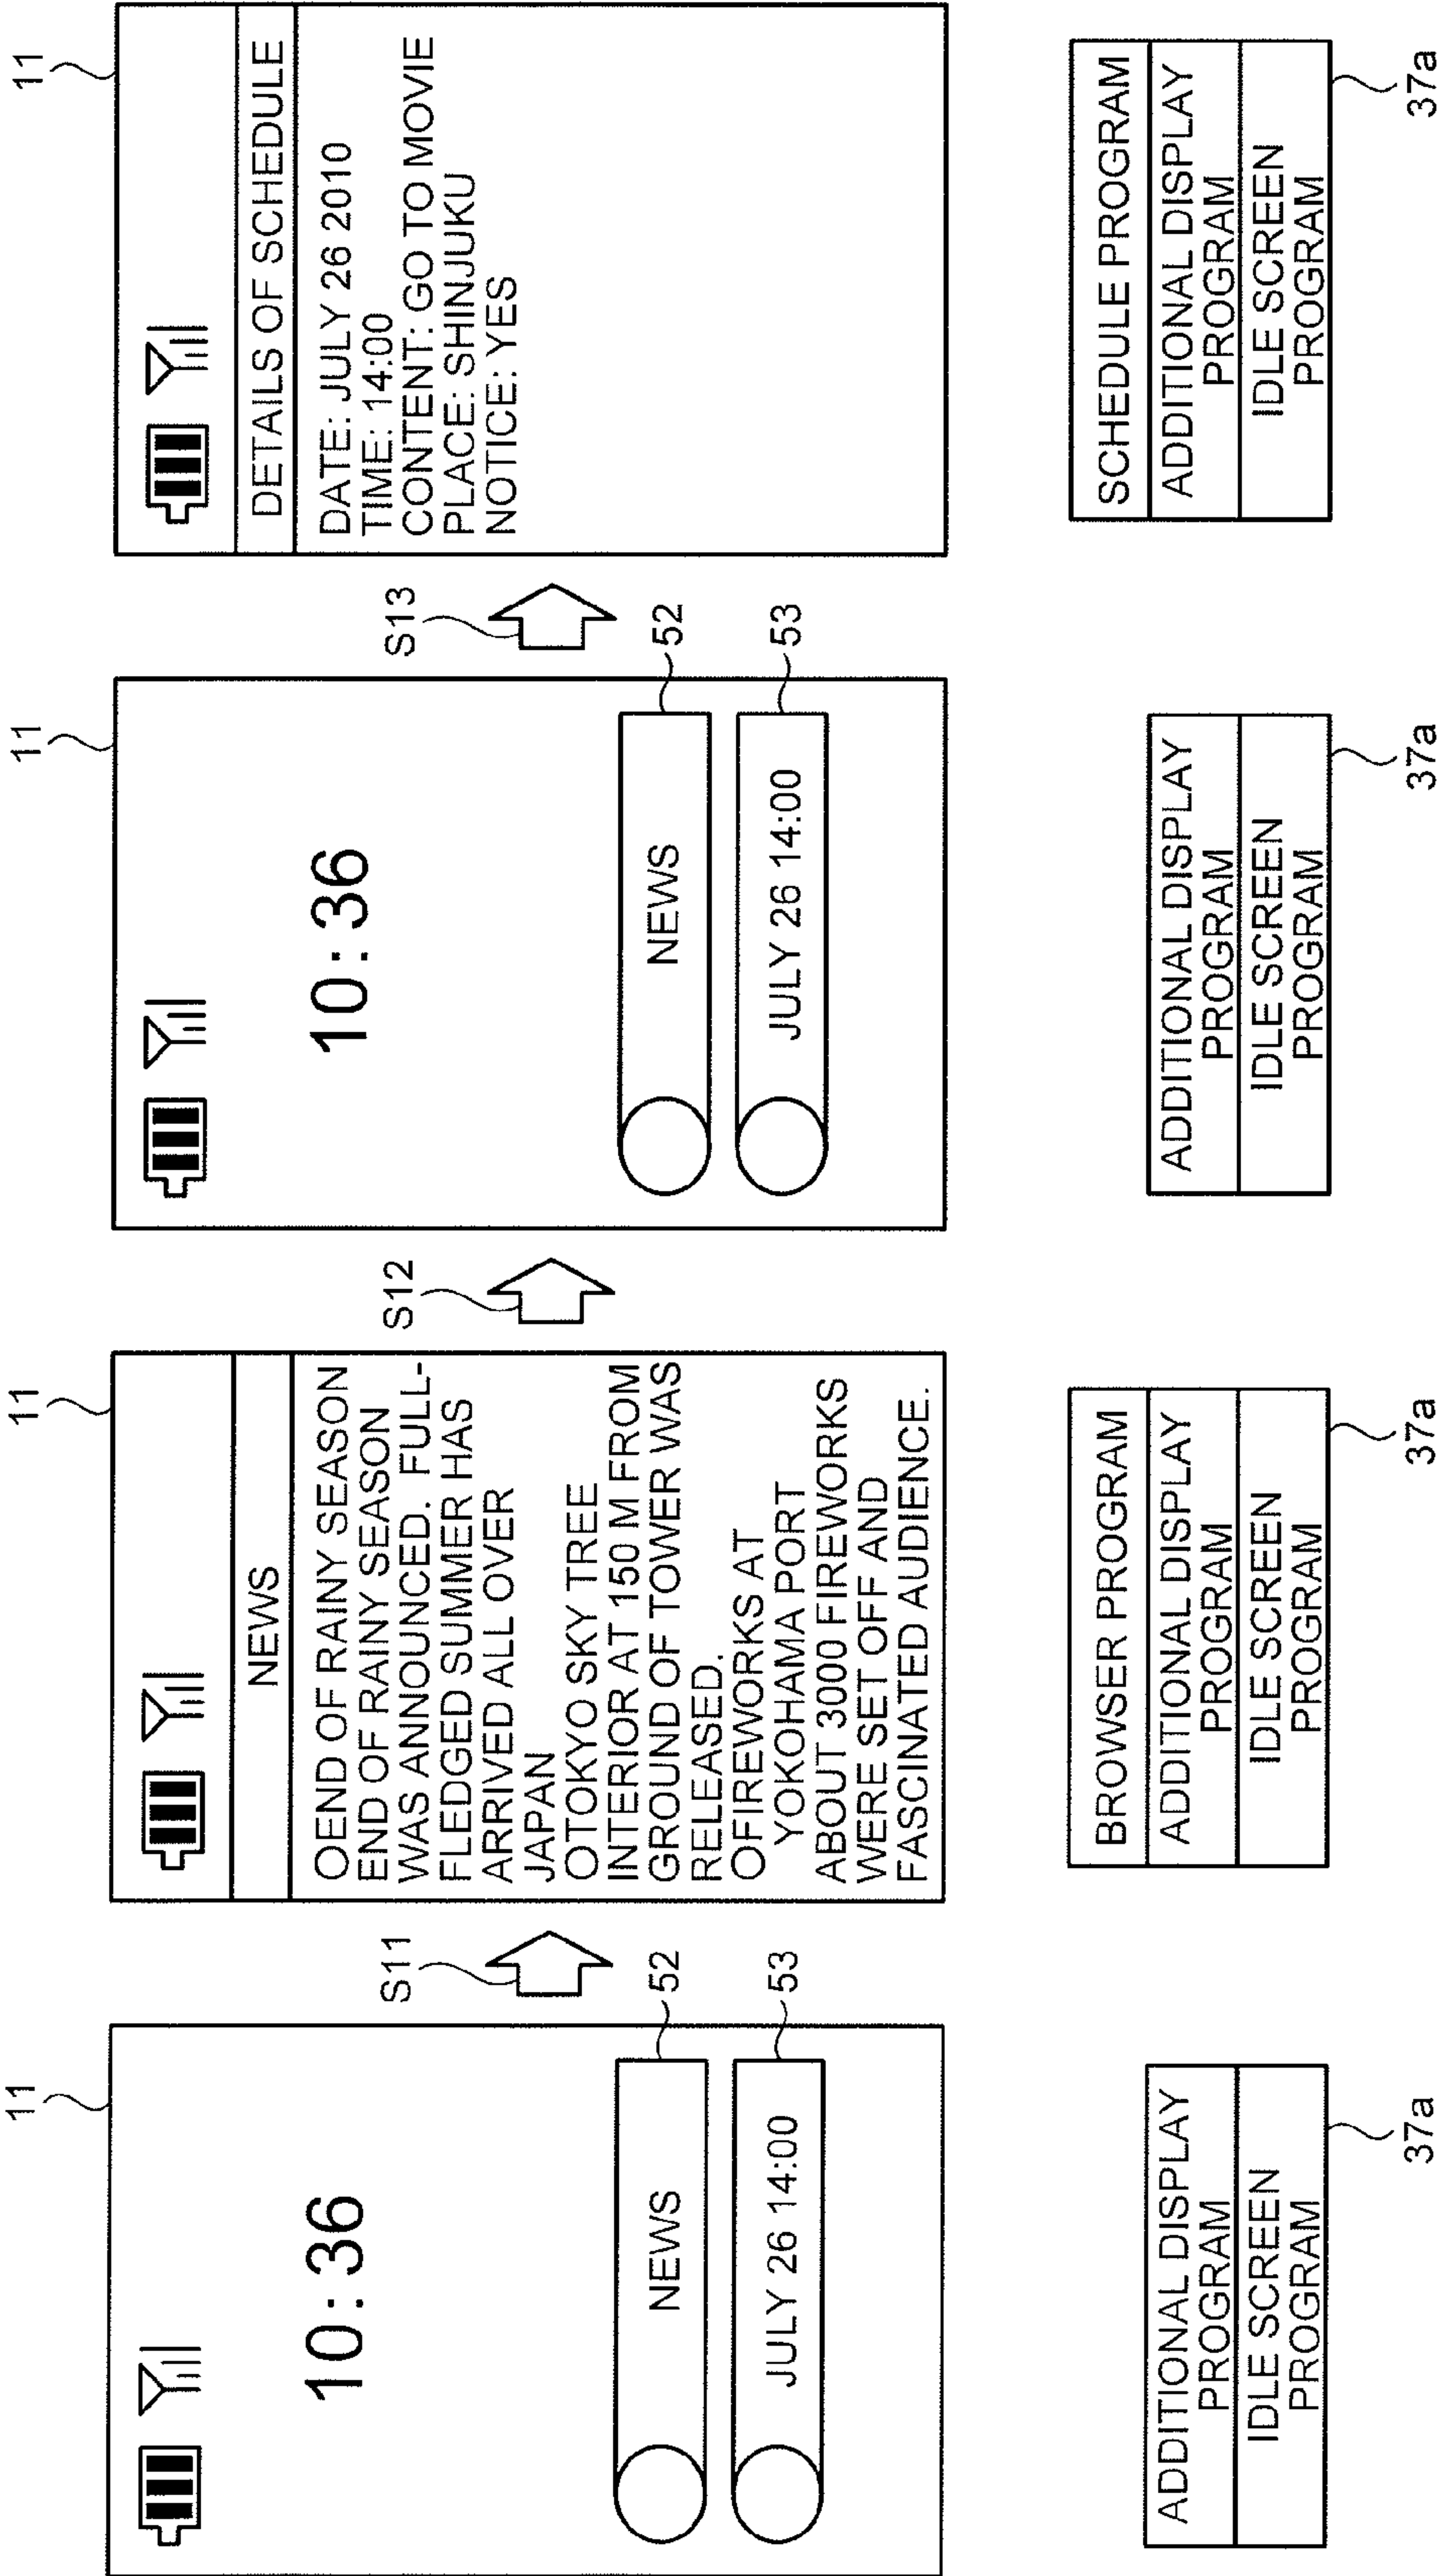 11
10:36
NEWS
52
JULY 26 14:00
53
ADDITIONAL DISPLAY
PROGRAM
IDLE SCREEN
PROGRAM
37a
S11
11
NEWS
OEND OF RAINY SEASON
END OF RAINY SEASON
WAS ANNOUNCED. FULL-
FLEDGED SUMMER HAS
ARRIVED ALL OVER
JAPAN
OTOKYO SKY TREE
INTERIOR AT 150 M FROM
GROUND OF TOWER WAS
RELEASED.
OFIREWORKS AT
YOKOHAMA PORT
ABOUT 3000 FIREWORKS
WERE SET OFF AND
FASCINATED AUDIENCE.
BROWSER PROGRAM
ADDITIONAL DISPLAY
PROGRAM
IDLE SCREEN
PROGRAM
37a
S12
11
10:36
NEWS
52
JULY 26 14:00
53
ADDITIONAL DISPLAY
PROGRAM
IDLE SCREEN
PROGRAM
37a
S13
11
DETAILS OF SCHEDULE
DATE: JULY 26 2010
TIME: 14:00
CONTENT: GO TO MOVIE
PLACE: SHINJUKU
NOTICE: YES
SCHEDULE PROGRAM
ADDITIONAL DISPLAY
PROGRAM
IDLE SCREEN
PROGRAM
37a